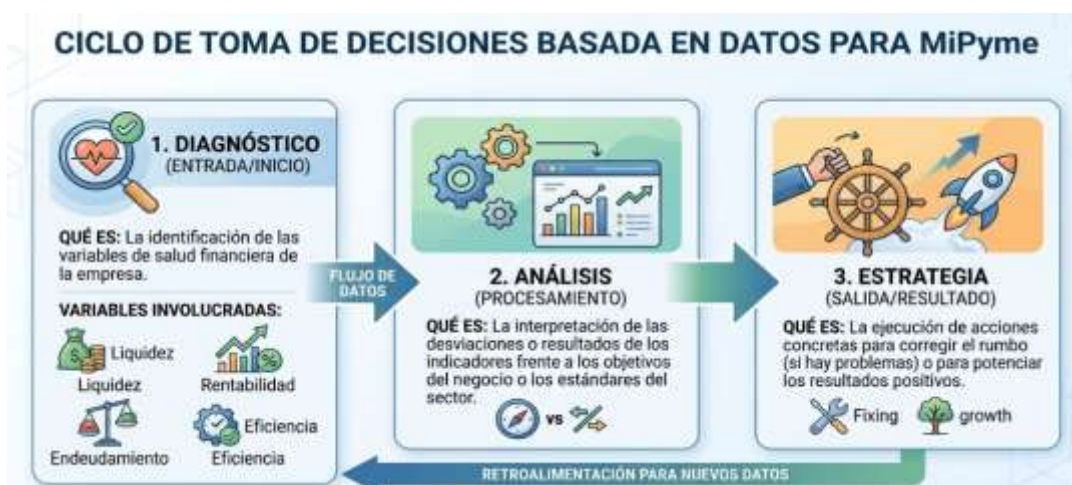 CICLO DE TOMA DE DECISIONES BASADA EN DATOS PARA MiPyme
1. DIAGNÓSTICO
(ENTRADA/INICIO)
QUÉ ES: La identificación de las
variables de salud financiera de
la empresa.
VARIABLES INVOLUCRADAS:
Liquidez
Liquidez
Rentabilidad
Endeudamiento
Eficiencia
Eficiencia
FLUJO DE
DATOS
2. ANÁLISIS
(PROCESAMIENTO)
QUÉ ES: La interpretación de las
desviaciones o resultados de los
indicadores frente a los objetivos
del negocio o los estándares del
sector.
vs
3. ESTRATEGIA
(SALIDA/RESULTADO)
QUÉ ES: La ejecución de acciones
concretas para corregir el rumbo
(si hay problemas) o para potenciar
los resultados positivos.
Fixing
growth
RETROALIMENTACIÓN PARA NUEVOS DATOS